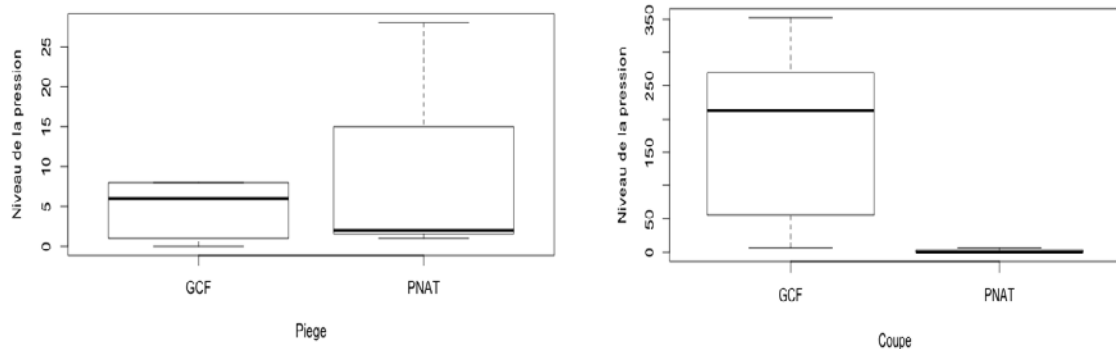 Niveau de la pression
25
20
15
10
5
0
GCF PNAT
Piege
Niveau de la pression
350
250
150
50
0
GCF PNAT
Coupe